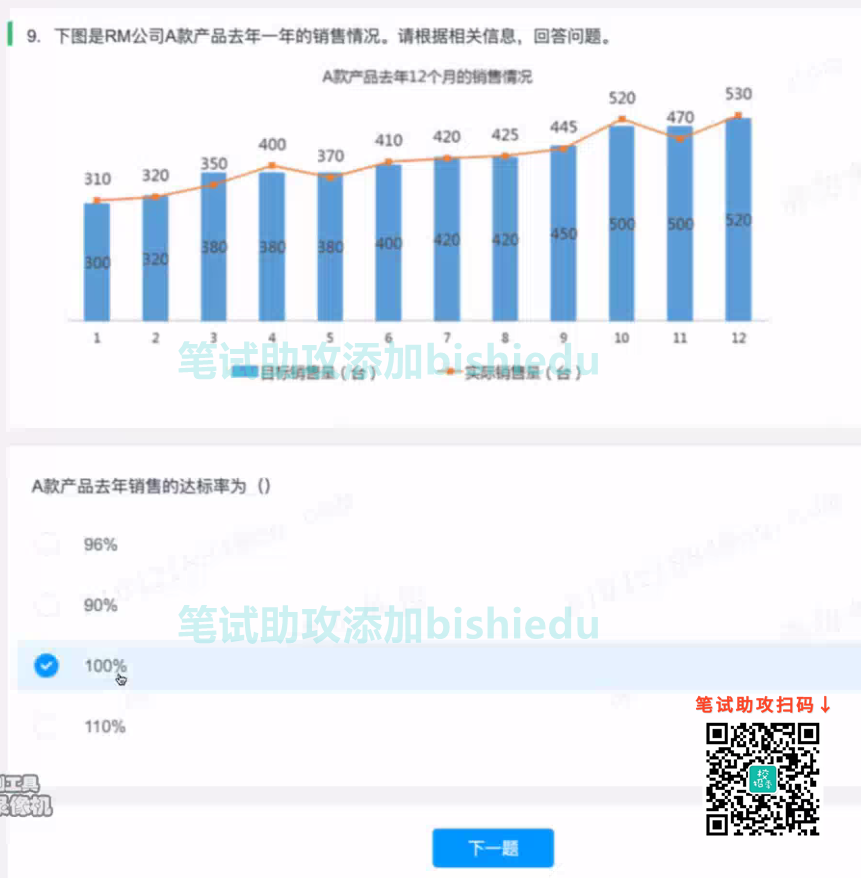 9. 下图是RM公司A款产品去年一年的销售情况。请根据相关信息，回答问题。
A款产品去年12个月的销售情况
310 320 350 400 370 410 420 425 445 520 470 530
300 320 380 380 380 400 420 420 450 500 500 520
1 2 3 4 5 6 7 8 9 10 11 12
笔试助攻添加bishiedu
目标销售量（台） 实际销售量（台）
A款产品去年销售的达标率为（）
96%
90%
笔试助攻添加bishiedu
100%
110%
笔试助攻扫码↓
工具
录像机
下一题